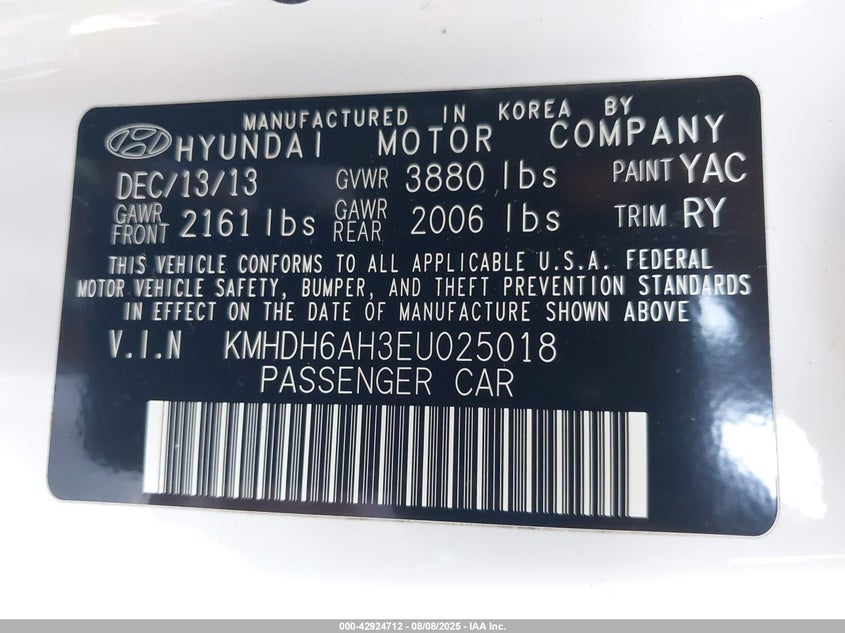 MANUFACTURED IN KOREA BY
HYUNDAI MOTOR COMPANY
DEC/13/13 GVWR 3880 lbs PAINT YAC
GAWR FRONT 2161 lbs GAWR REAR 2006 lbs TRIM RY
THIS VEHICLE CONFORMS TO ALL APPLICABLE U.S.A. FEDERAL
MOTOR VEHICLE SAFETY, BUMPER, AND THEFT PREVENTION STANDARDS
IN EFFECT ON THE DATE OF MANUFACTURE SHOWN ABOVE
V.I.N KMHDH6AH3EU025018
PASSENGER CAR
000-42924712 - 08/08/2025 - IAA Inc.